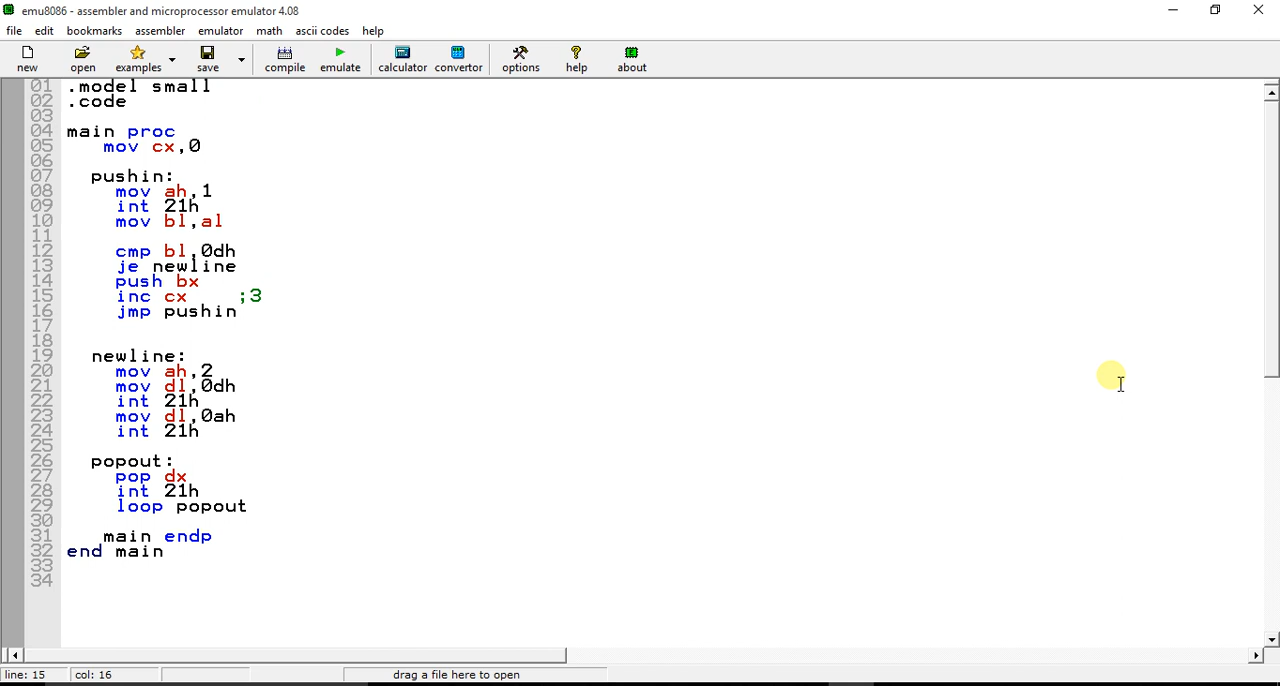 emu8086 - assembler and microprocessor emulator 4.08
file edit bookmarks assembler emulator math ascii codes help
new open examples save compile emulate calculator convertor options help about
01 .model small
02 .code
03
04 main proc
05 mov cx,0
06
07 pushin:
08 mov ah,1
09 int 21h
10 mov bl,al
11
12 cmp bl,0dh
13 je newline
14 push bx
15 inc cx ;3
16 jmp pushin
17
18
19 newline:
20 mov ah,2
21 mov dl,0dh
22 int 21h
23 mov dl,0ah
24 int 21h
25
26 popout:
27 pop dx
28 int 21h
29 loop popout
30
31 main endp
32 end main
33
34
line: 15 col: 16 drag a file here to open